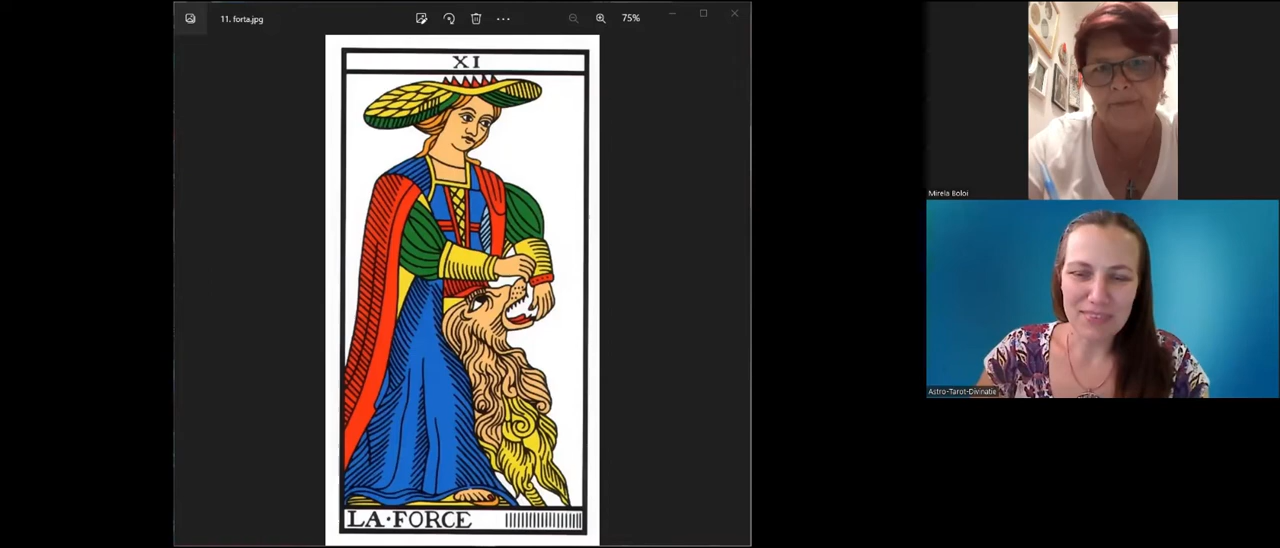 11. forta.jpg
75%
XI
LA·FORCE
Mirela Boloi
Astro-Tarot-Divinatie